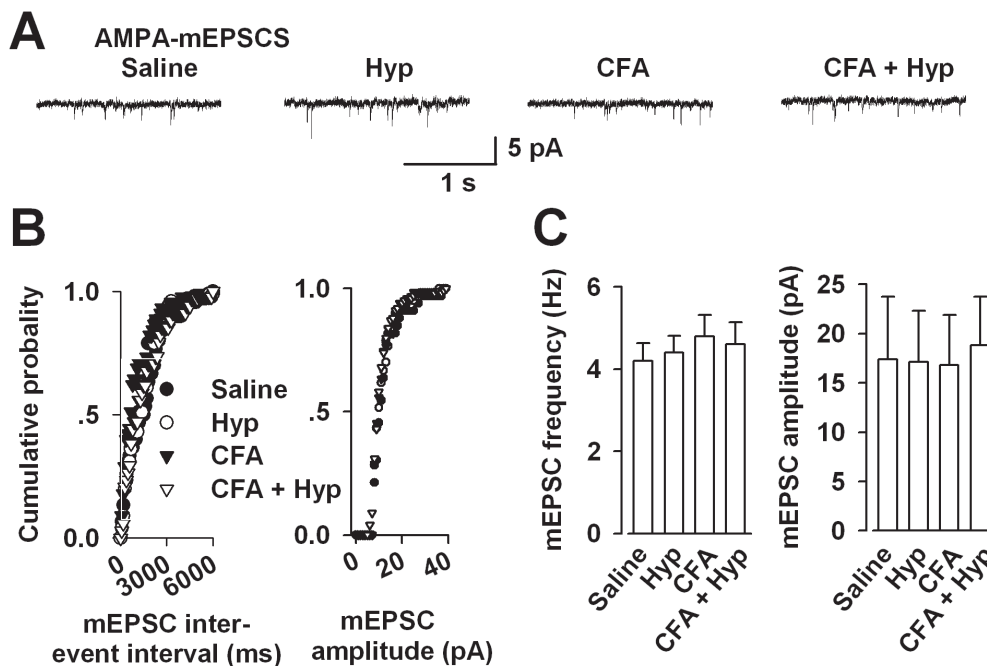 A
AMPA-mEPSCS
Saline
Hyp
CFA
CFA + Hyp
5 pA
1 s
B
Cumulative probality
1.0
.5
0.0
0
3000
6000
mEPSC inter-
event interval (ms)
Saline
Hyp
CFA
CFA + Hyp
1.0
.5
0.0
0
20
40
mEPSC
amplitude (pA)
C
mEPSC frequency (Hz)
6
4
2
0
Saline
Hyp
CFA
CFA + Hyp
mEPSC amplitude (pA)
25
20
15
10
5
0
Saline
Hyp
CFA
CFA + Hyp